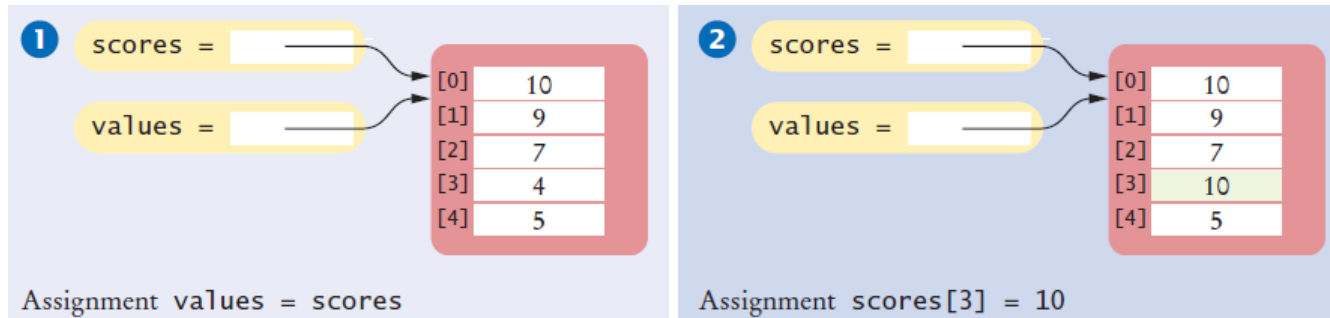 1
scores =
values =
[0] 10
[1] 9
[2] 7
[3] 4
[4] 5
Assignment values = scores
2
scores =
values =
[0] 10
[1] 9
[2] 7
[3] 10
[4] 5
Assignment scores[3] = 10